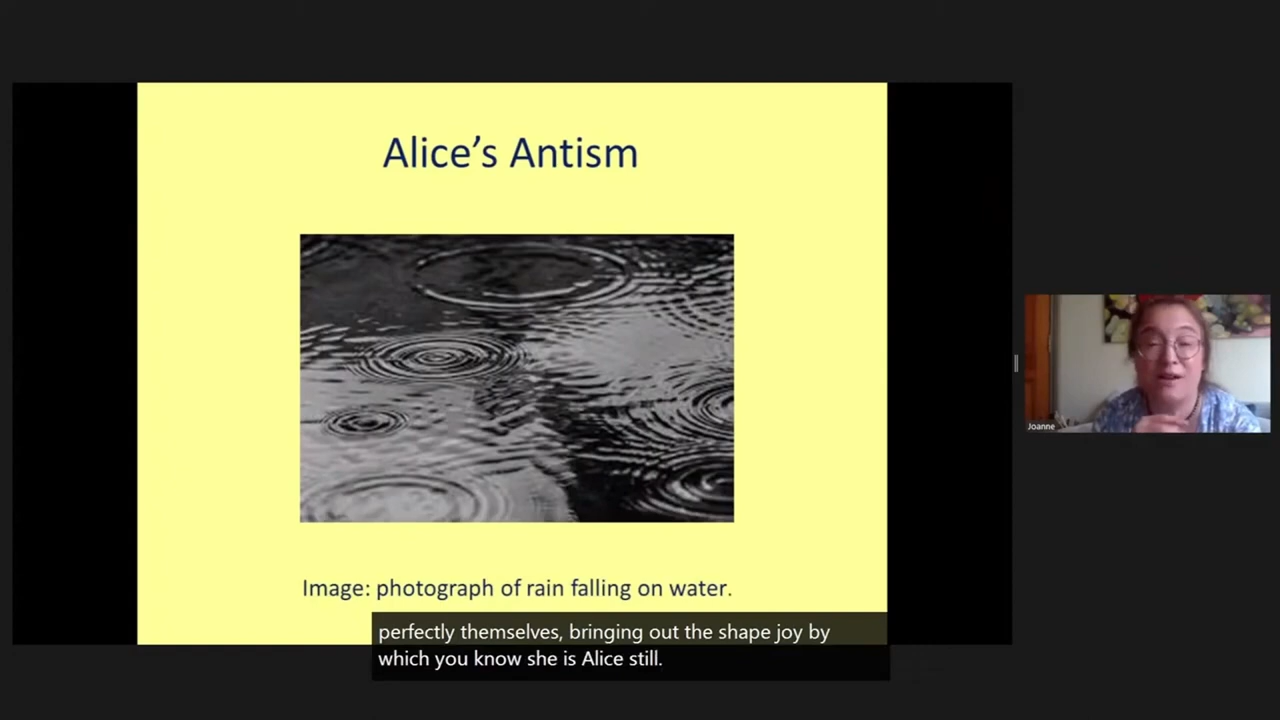 Alice’s Antism
Image: photograph of rain falling on water.
perfectly themselves, bringing out the shape joy by
which you know she is Alice still.
Joanne